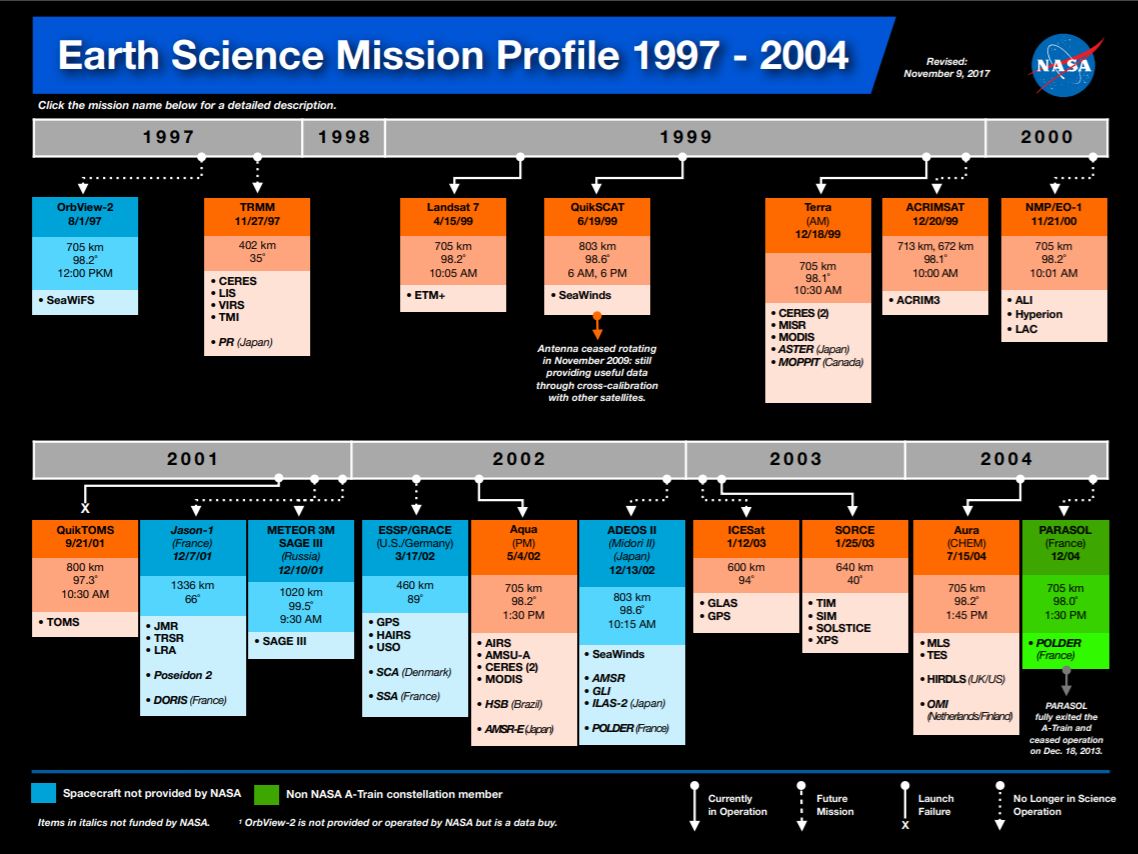 Earth Science Mission Profile 1997 - 2004
Revised:
November 9, 2017
NASA
Click the mission name below for a detailed description.
1997
1998
1999
2000
OrbView-2
8/1/97
705 km
98.2°
12:00 PKM
• SeaWiFS
TRMM
11/27/97
402 km
35°
• CERES
• LIS
• VIRS
• TMI
• PR (Japan)
Landsat 7
4/15/99
705 km
98.2°
10:05 AM
• ETM+
QuikSCAT
6/19/99
803 km
98.6°
6 AM, 6 PM
• SeaWinds
Antenna ceased rotating
in November 2009: still
providing useful data
through cross-calibration
with other satellites.
Terra
(AM)
12/18/99
705 km
98.1°
10:30 AM
• CERES (2)
• MISR
• MODIS
• ASTER (Japan)
• MOPPIT (Canada)
ACRIMSAT
12/20/99
713 km, 672 km
98.1°
10:00 AM
• ACRIM3
NMP/EO-1
11/21/00
705 km
98.2°
10:01 AM
• ALI
• Hyperion
• LAC
2001
2002
2003
2004
X
QuikTOMS
9/21/01
800 km
97.3°
10:30 AM
• TOMS
Jason-1
(France)
12/7/01
1336 km
66°
• JMR
• TRSR
• LRA
• Poseidon 2
• DORIS (France)
METEOR 3M
SAGE III
(Russia)
12/10/01
1020 km
99.5°
9:30 AM
• SAGE III
ESSP/GRACE
(U.S./Germany)
3/17/02
460 km
89°
• GPS
• HAIRS
• USO
• SCA (Denmark)
• SSA (France)
Aqua
(PM)
5/4/02
705 km
98.2°
1:30 PM
• AIRS
• AMSU-A
• CERES (2)
• MODIS
• HSB (Brazil)
• AMSR-E (Japan)
ADEOS II
(Midori II)
(Japan)
12/13/02
803 km
98.6°
10:15 AM
• SeaWinds
• AMSR
• GLI
• ILAS-2 (Japan)
• POLDER (France)
ICESat
1/12/03
600 km
94°
• GLAS
• GPS
SORCE
1/25/03
640 km
40°
• TIM
• SIM
• SOLSTICE
• XPS
Aura
(CHEM)
7/15/04
705 km
98.2°
1:45 PM
• MLS
• TES
• HIRDLS (UK/US)
• OMI
(Netherlands/Finland)
PARASOL
(France)
12/04
705 km
98.0°
1:30 PM
• POLDER
(France)
PARASOL
fully exited the
A-Train and
ceased operation
on Dec. 18, 2013.
Spacecraft not provided by NASA
Non NASA A-Train constellation member
Items in italics not funded by NASA.
¹ OrbView-2 is not provided or operated by NASA but is a data buy.
Currently
in Operation
Future
Mission
X
Launch
Failure
No Longer in Science
Operation